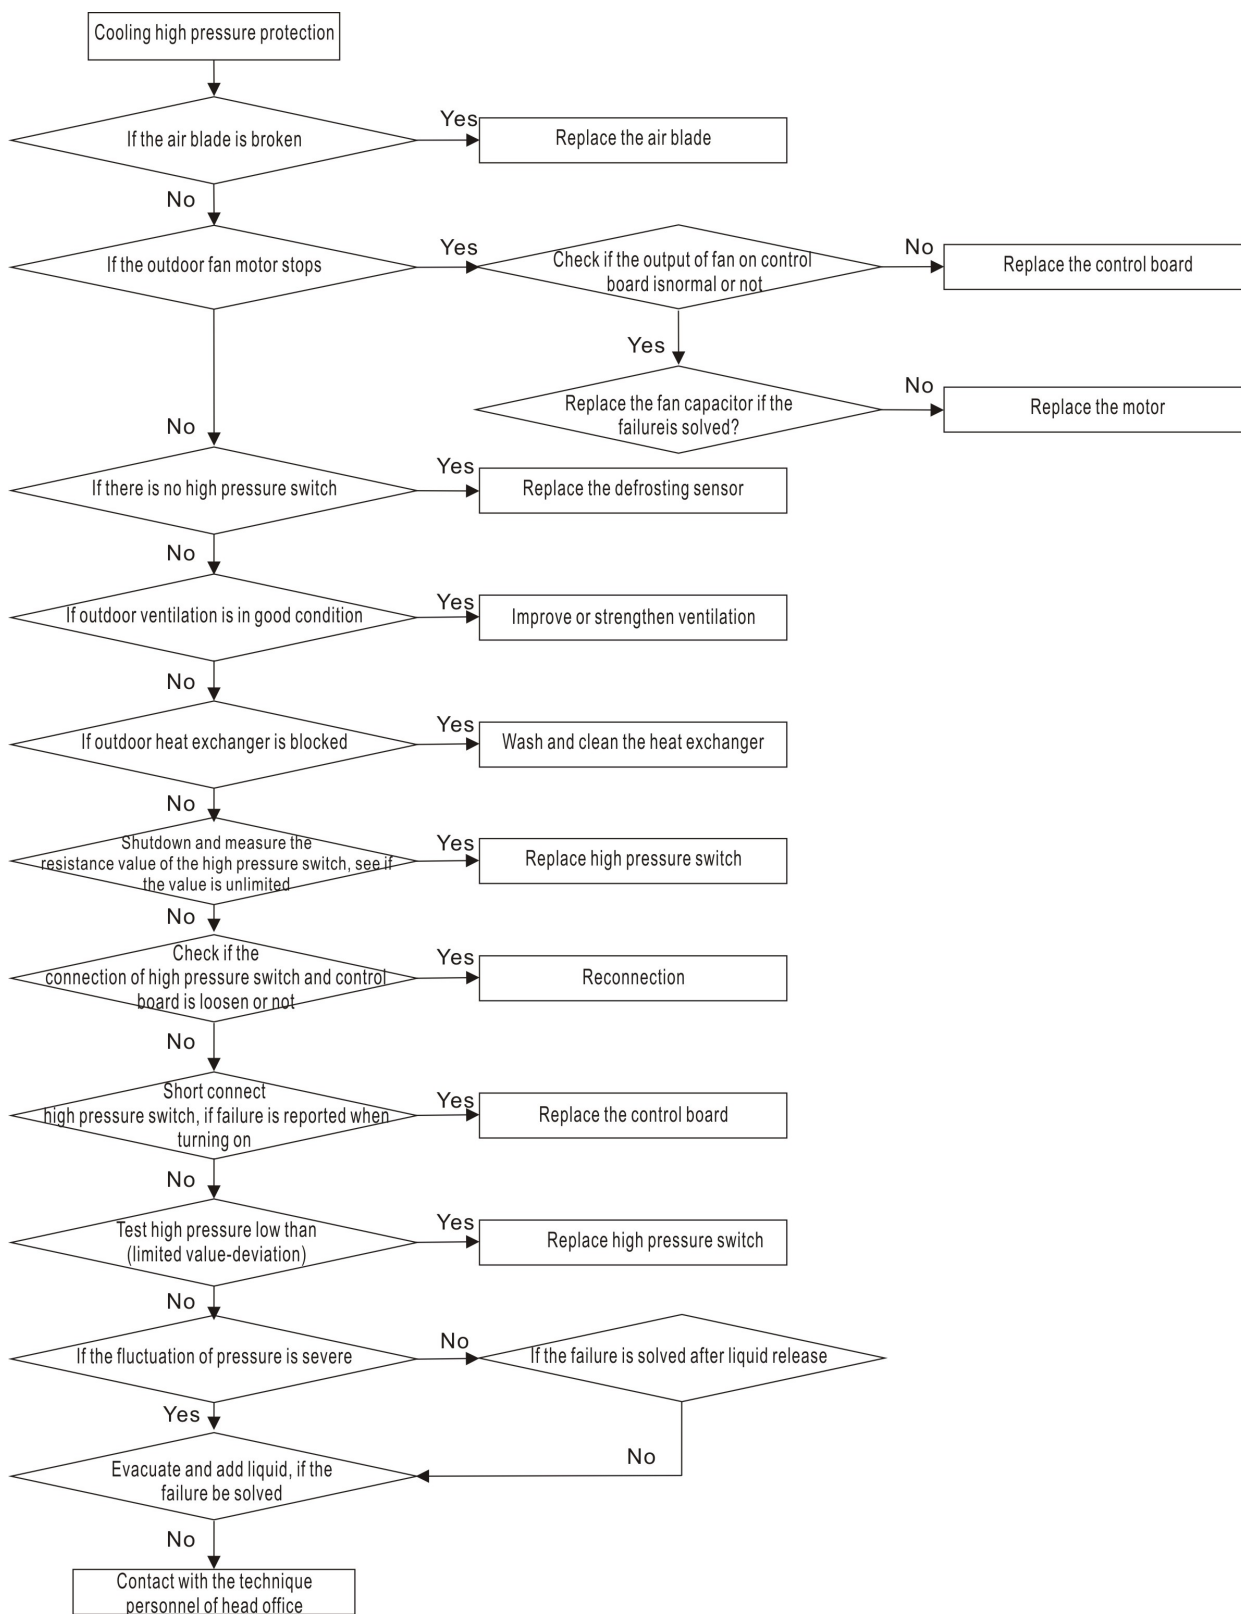 Cooling high pressure protection
If the air blade is broken
Yes
Replace the air blade
No
If the outdoor fan motor stops
Yes
Check if the output of fan on control
board isnormal or not
No
Replace the control board
Yes
Replace the fan capacitor if the
failureis solved?
No
Replace the motor
No
If there is no high pressure switch
Yes
Replace the defrosting sensor
No
If outdoor ventilation is in good condition
Yes
Improve or strengthen ventilation
No
If outdoor heat exchanger is blocked
Yes
Wash and clean the heat exchanger
No
Shutdown and measure the
resistance value of the high pressure switch, see if
the value is unlimited
Yes
Replace high pressure switch
No
Check if the
connection of high pressure switch and control
board is loosen or not
Yes
Reconnection
No
Short connect
high pressure switch, if failure is reported when
turning on
Yes
Replace the control board
No
Test high pressure low than
(limited value-deviation)
Yes
Replace high pressure switch
No
If the fluctuation of pressure is severe
No
If the failure is solved after liquid release
Yes
No
Evacuate and add liquid, if the
failure be solved
No
Contact with the technique
personnel of head office